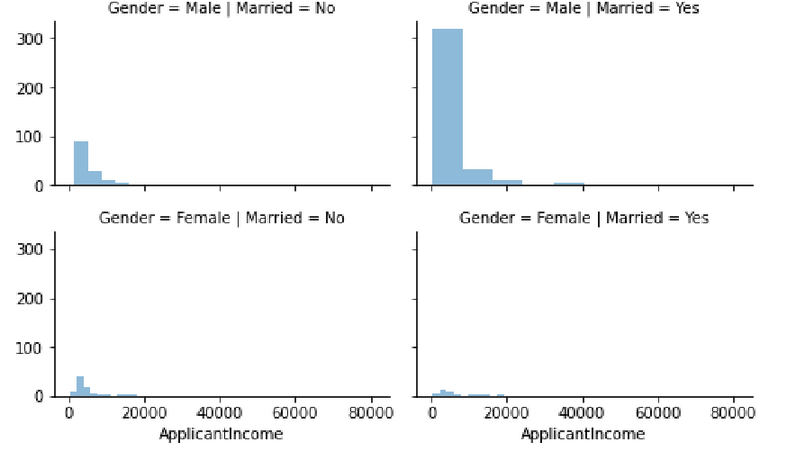 Gender = Male | Married = No
Gender = Male | Married = Yes
300
200
100
0
Gender = Female | Married = No
Gender = Female | Married = Yes
300
200
100
0
0 20000 40000 60000 80000
0 20000 40000 60000 80000
ApplicantIncome
ApplicantIncome